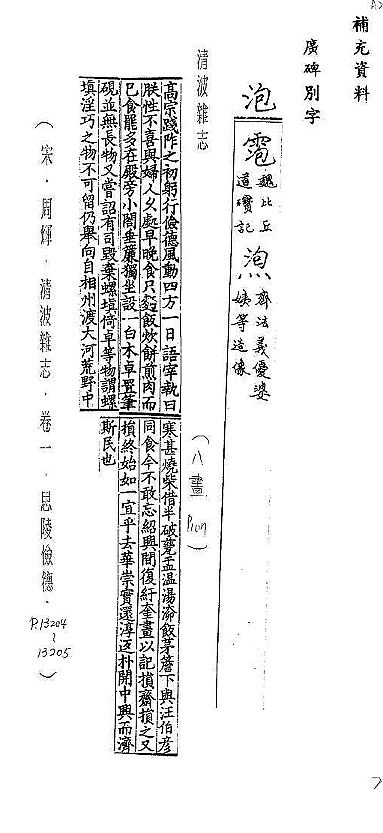 補充資料
廣碑別字
泡
雹 魏比丘
道瓚記
齊法義優婆
姨等造像
(八畫 P107)
清波雜志
高宗踐阼之初躬行儉德風動四方一日語宰執曰
朕性不喜與婦人久處早晚食只麪飯炊餅煎肉而
已食罷多在殿旁小閤垂簾獨坐設一白木卓置筆
硯並無長物又嘗詔有司毀棄螺填倚卓等物謂螺
填淫巧之物不可留仍舉向自相州渡大河荒野中
寒甚燒柴借半破甕盂溫湯瀹飯茅簷下與汪伯彥
同食今不敢忘紹興間復紆奎畫以記損齋損之又
損終始如一宜乎去華崇實還淳返朴開中興而濟
斯民也
(宋．周煇．清波雜志．卷一．思陵儉德．P.13204~13205)